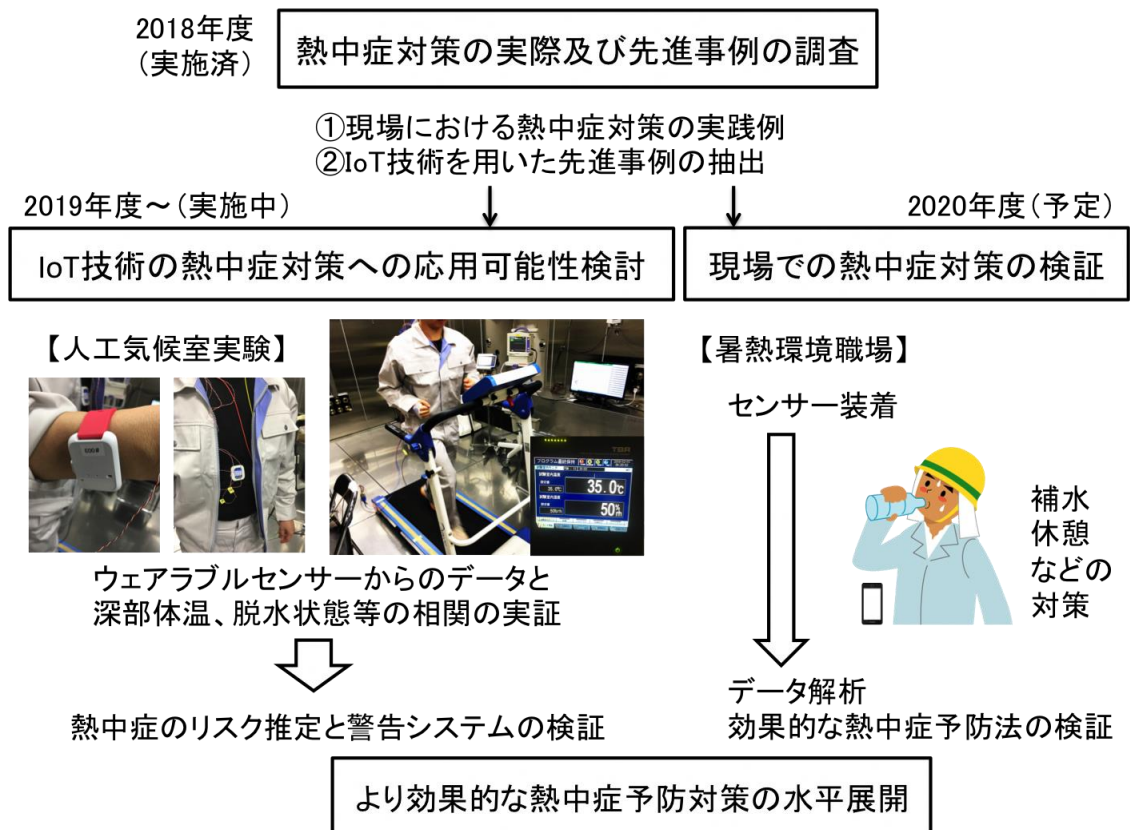 2018年度
(実施済)
熱中症対策の実際及び先進事例の調査
①現場における熱中症対策の実践例
②IoT技術を用いた先進事例の抽出
2019年度～(実施中)
2020年度(予定)
IoT技術の熱中症対策への応用可能性検討
現場での熱中症対策の検証
【人工気候室実験】
【暑熱環境職場】
センサー装着
35.0℃
50%
補水
休憩
などの
対策
ウェアラブルセンサーからのデータと
深部体温、脱水状態等の相関の実証
データ解析
効果的な熱中症予防法の検証
熱中症のリスク推定と警告システムの検証
より効果的な熱中症予防対策の水平展開